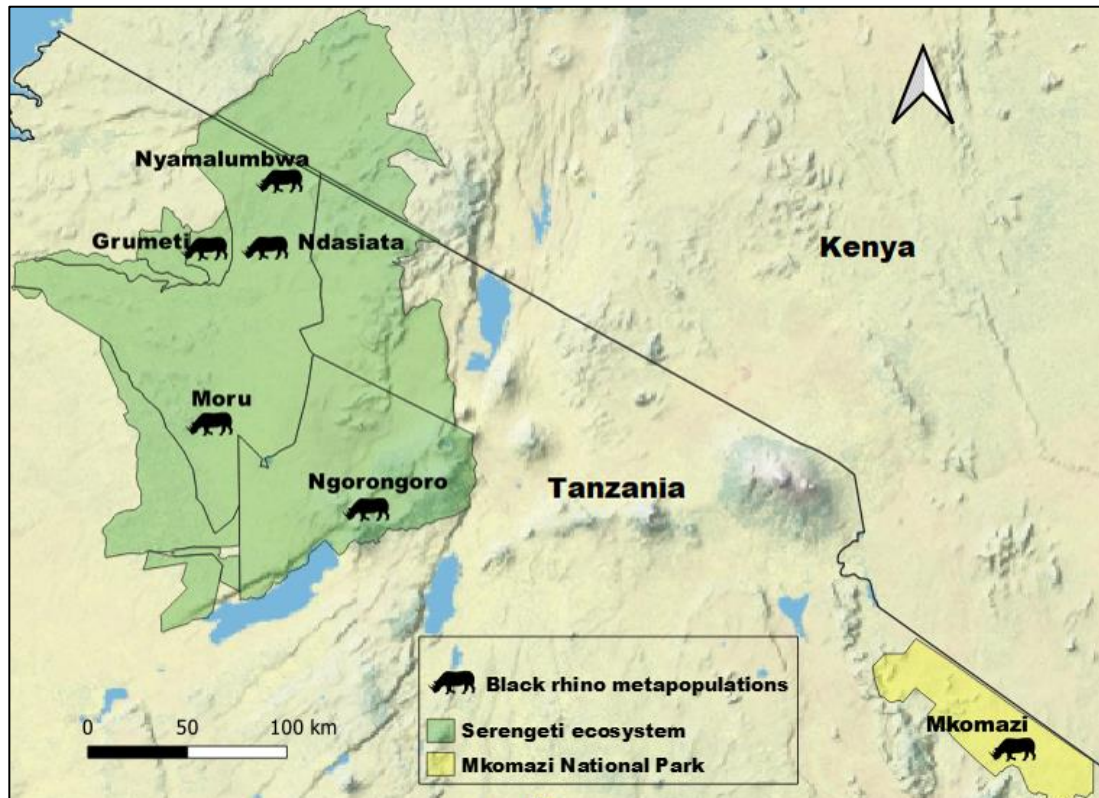 Nyamalumbwa
Grumeti
Ndasiata
Kenya
Moru
Ngorongoro
Tanzania
Black rhino metapopulations
Serengeti ecosystem
Mkomazi National Park
0 50 100 km
Mkomazi